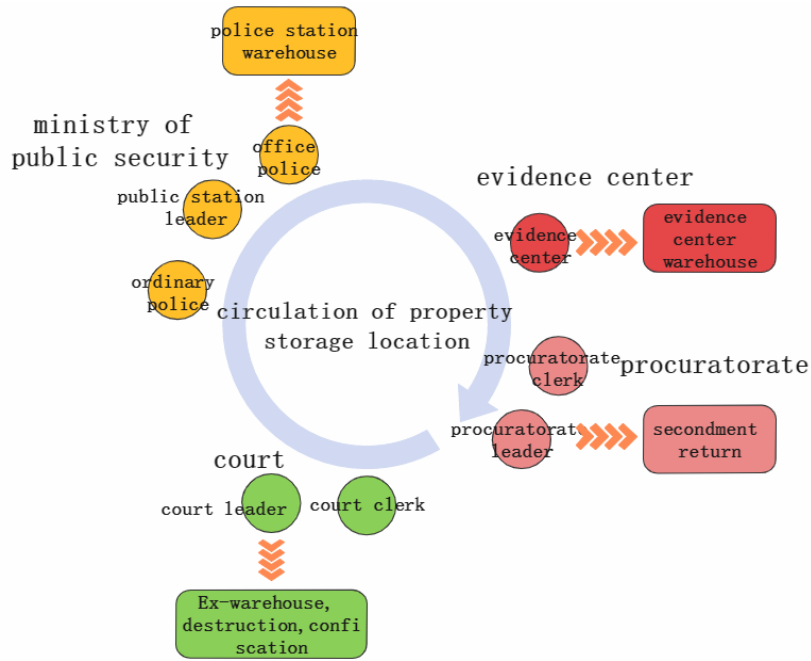 police station
warehouse
ministry of
public security
office
police
public station
leader
ordinary
police
evidence center
evidence
center
evidence
center
warehouse
circulation of property
storage location
procuratorate
clerk
procuratorate
procuratorate
leader
secondment
return
court
court leader
court clerk
Ex-warehouse,
destruction, confi
scation